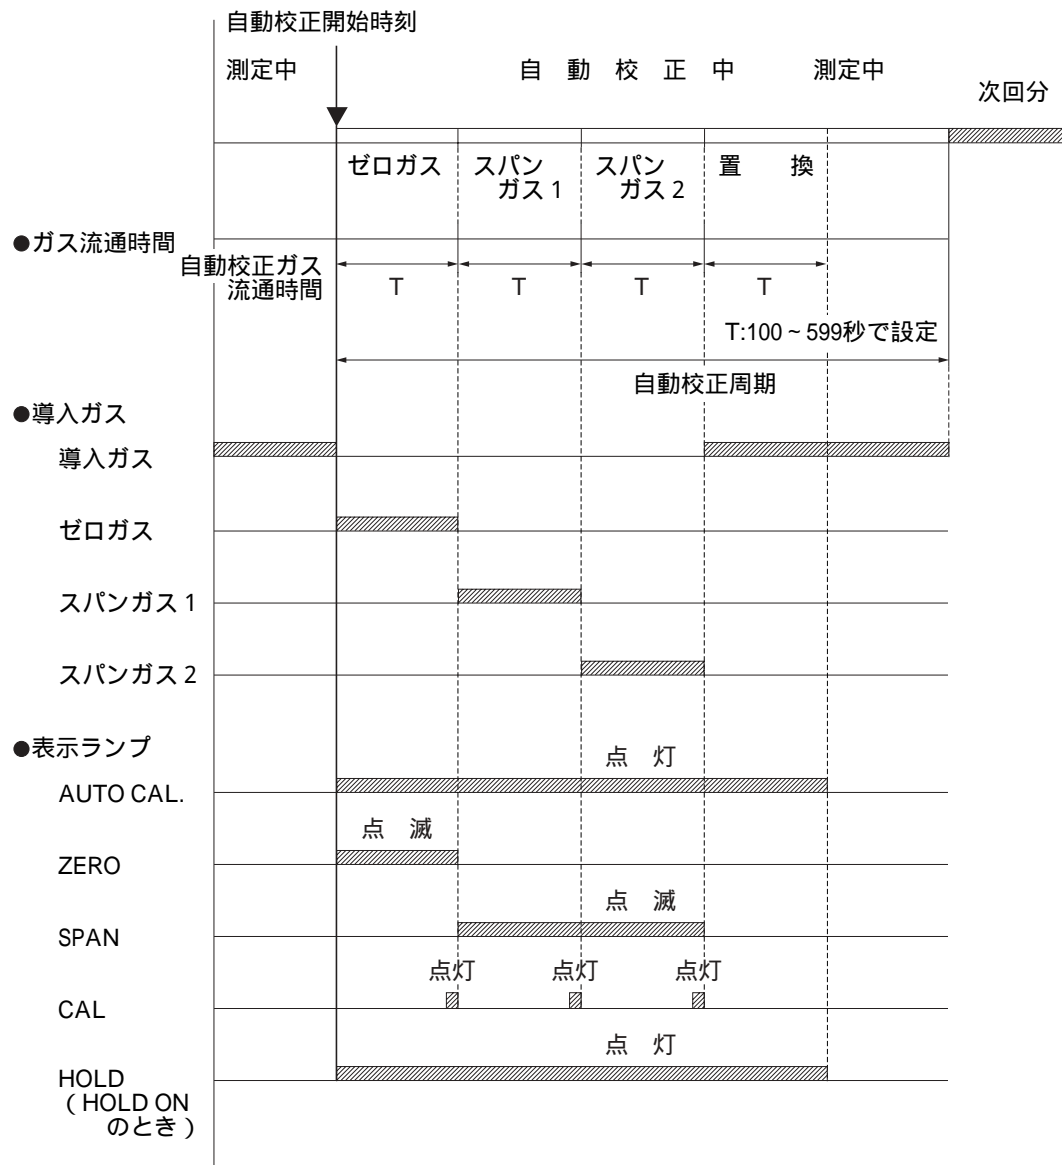 自動校正開始時刻
測定中
自 動 校 正 中
測定中
次回分
ゼロガス
スパン
ガス1
スパン
ガス2
置 換
●ガス流通時間
自動校正ガス
流通時間
T
T
T
T
T:100~599秒で設定
自動校正周期
●導入ガス
導入ガス
ゼロガス
スパンガス1
スパンガス2
●表示ランプ
点 灯
AUTO CAL.
点 滅
ZERO
点 滅
SPAN
点灯
点灯
点灯
CAL
点 灯
HOLD
(HOLD ON
のとき)